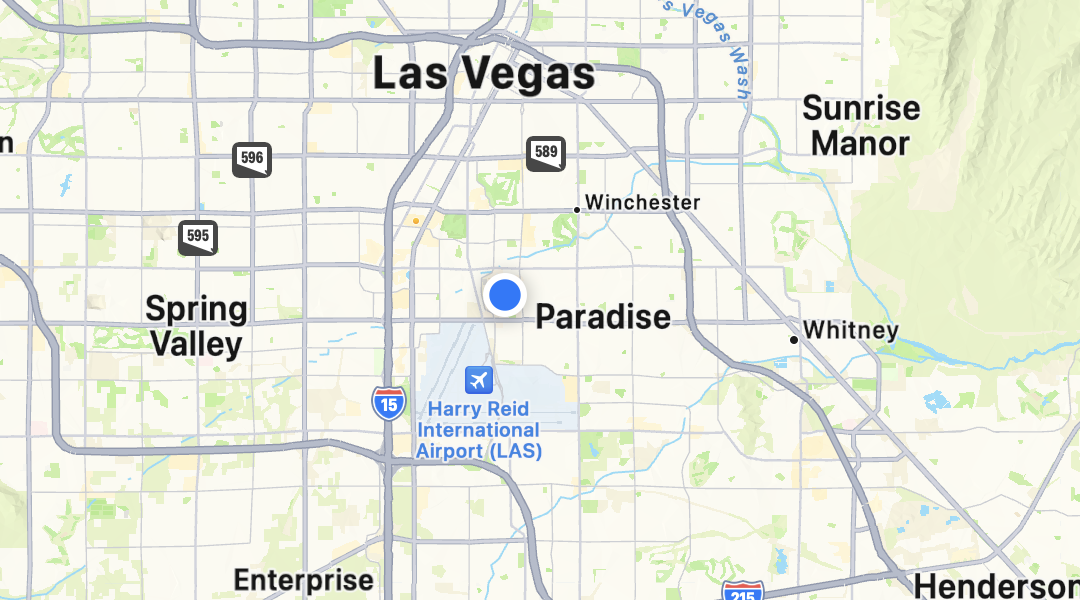 s Vegas Wash
Las Vegas
Sunrise
Manor
n
596
589
Winchester
595
Spring
Valley
Paradise
Whitney
15
Harry Reid
International
Airport (LAS)
Enterprise
215
Henderson